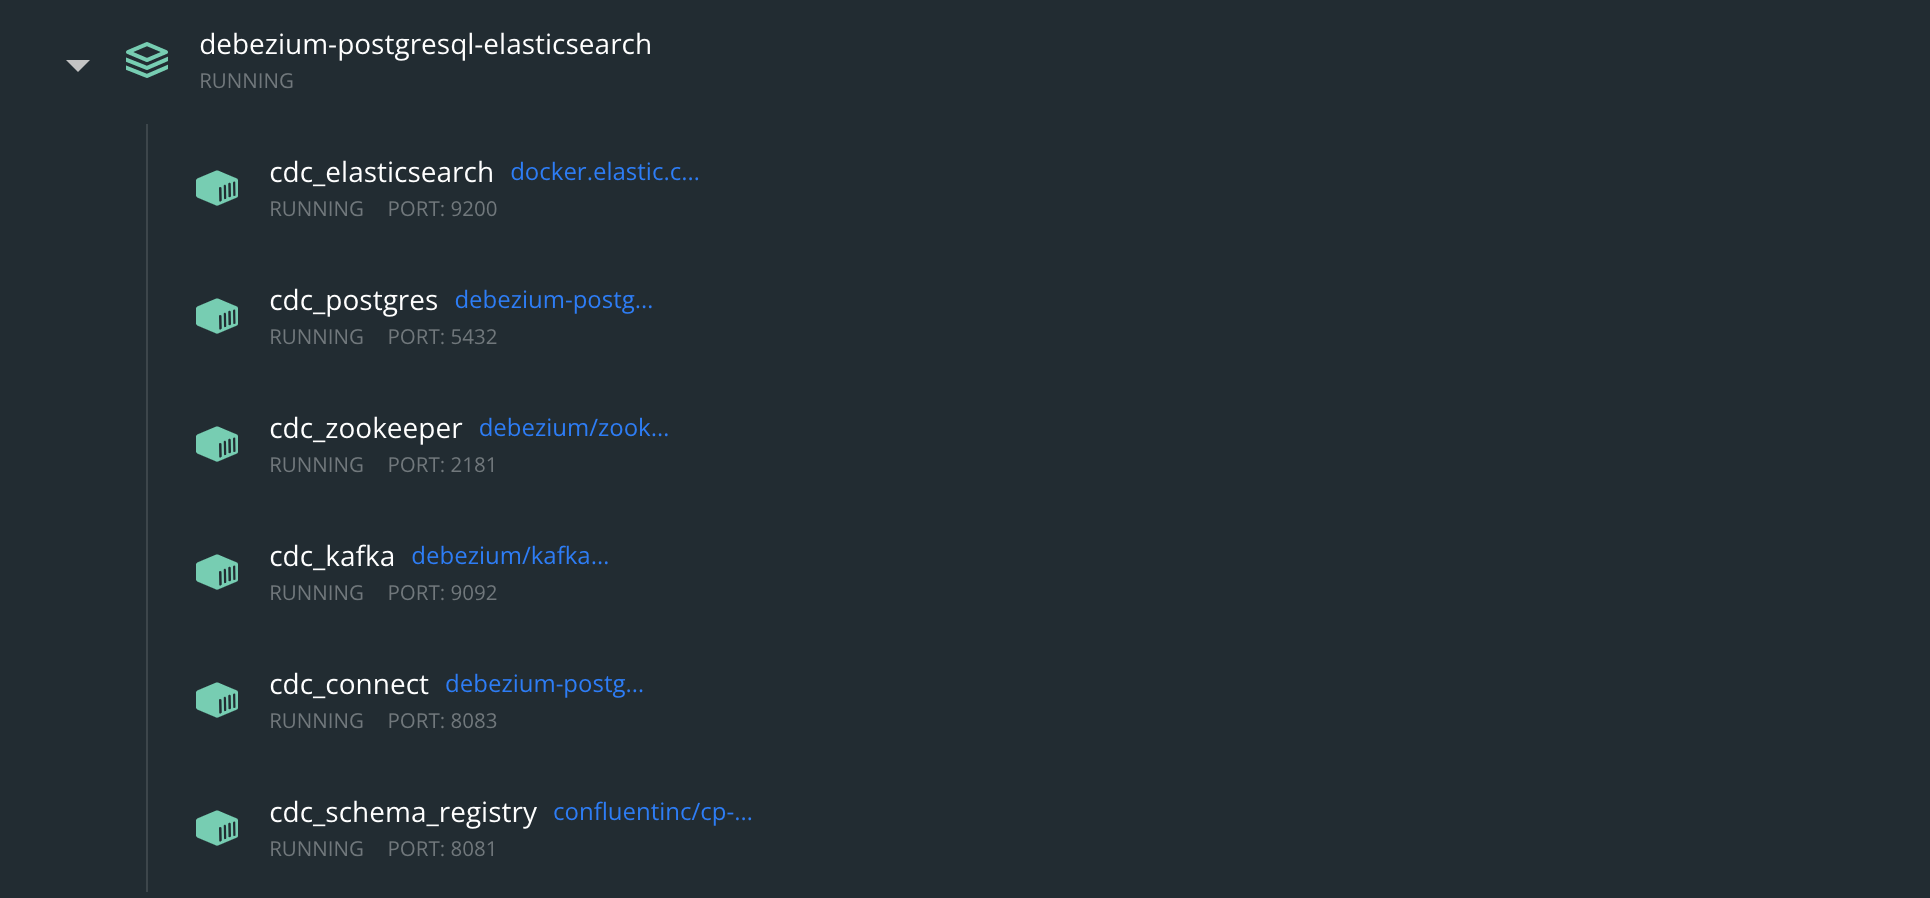 debezium-postgresql-elasticsearch
RUNNING
cdc_elasticsearch docker.elastic.c...
RUNNING PORT: 9200
cdc_postgres debezium-postg...
RUNNING PORT: 5432
cdc_zookeeper debezium/zook...
RUNNING PORT: 2181
cdc_kafka debezium/kafka...
RUNNING PORT: 9092
cdc_connect debezium-postg...
RUNNING PORT: 8083
cdc_schema_registry confluentinc/cp-...
RUNNING PORT: 8081